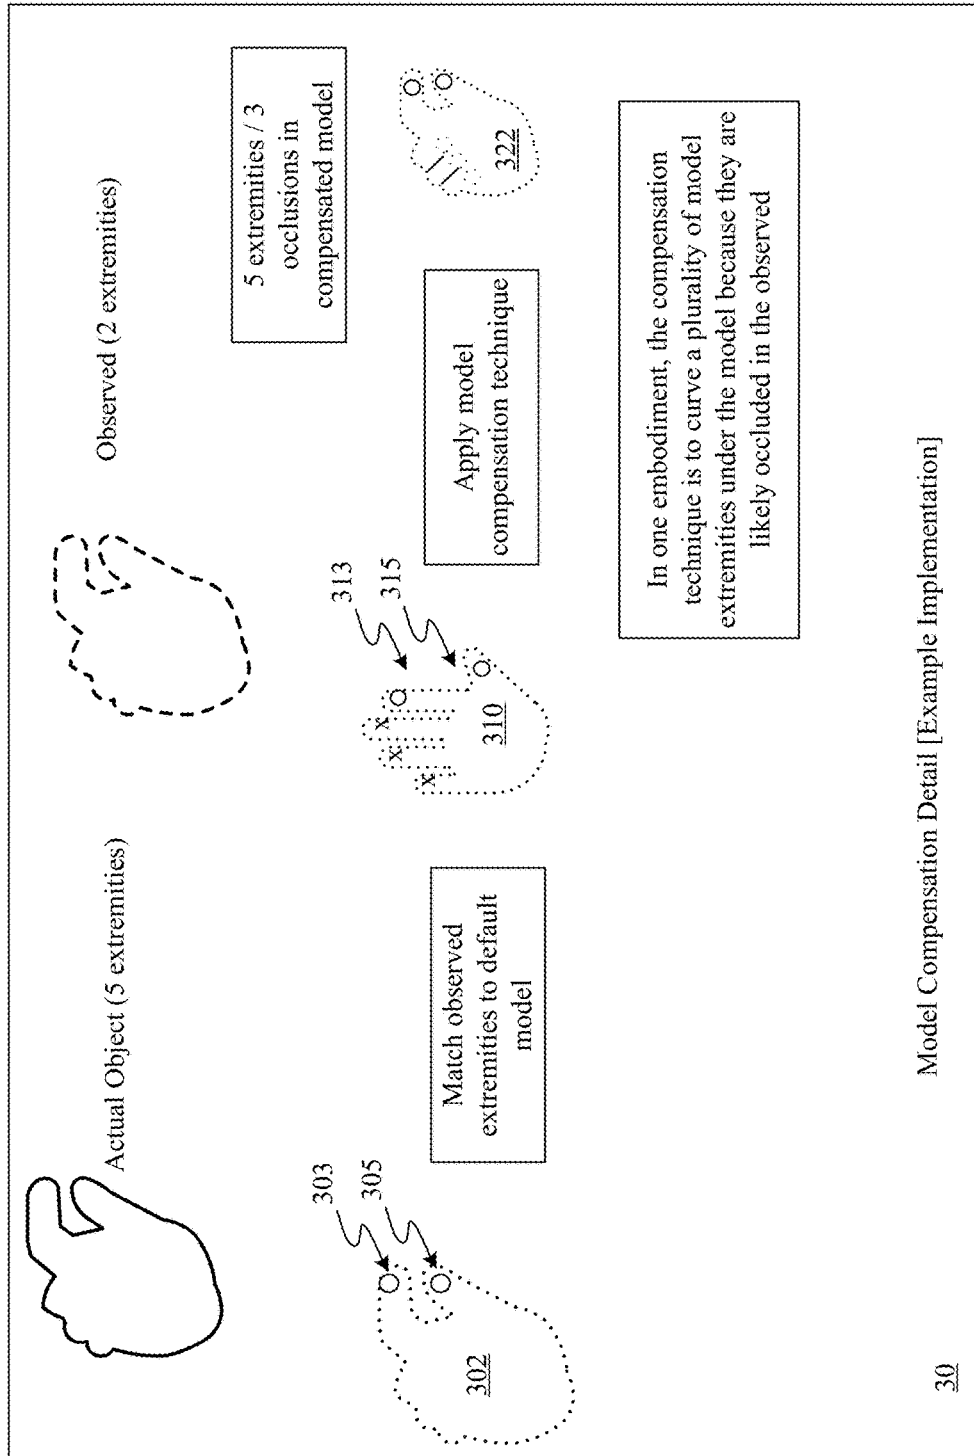 Actual Object (5 extremities)
Observed (2 extremities)
303
305
302
Match observed
extremities to default
model
313
315
x
x
x
310
Apply model
compensation technique
5 extremities / 3
occlusions in
compensated model
322
In one embodiment, the compensation
technique is to curve a plurality of model
extremities under the model because they are
likely occluded in the observed
30
Model Compensation Detail [Example Implementation]